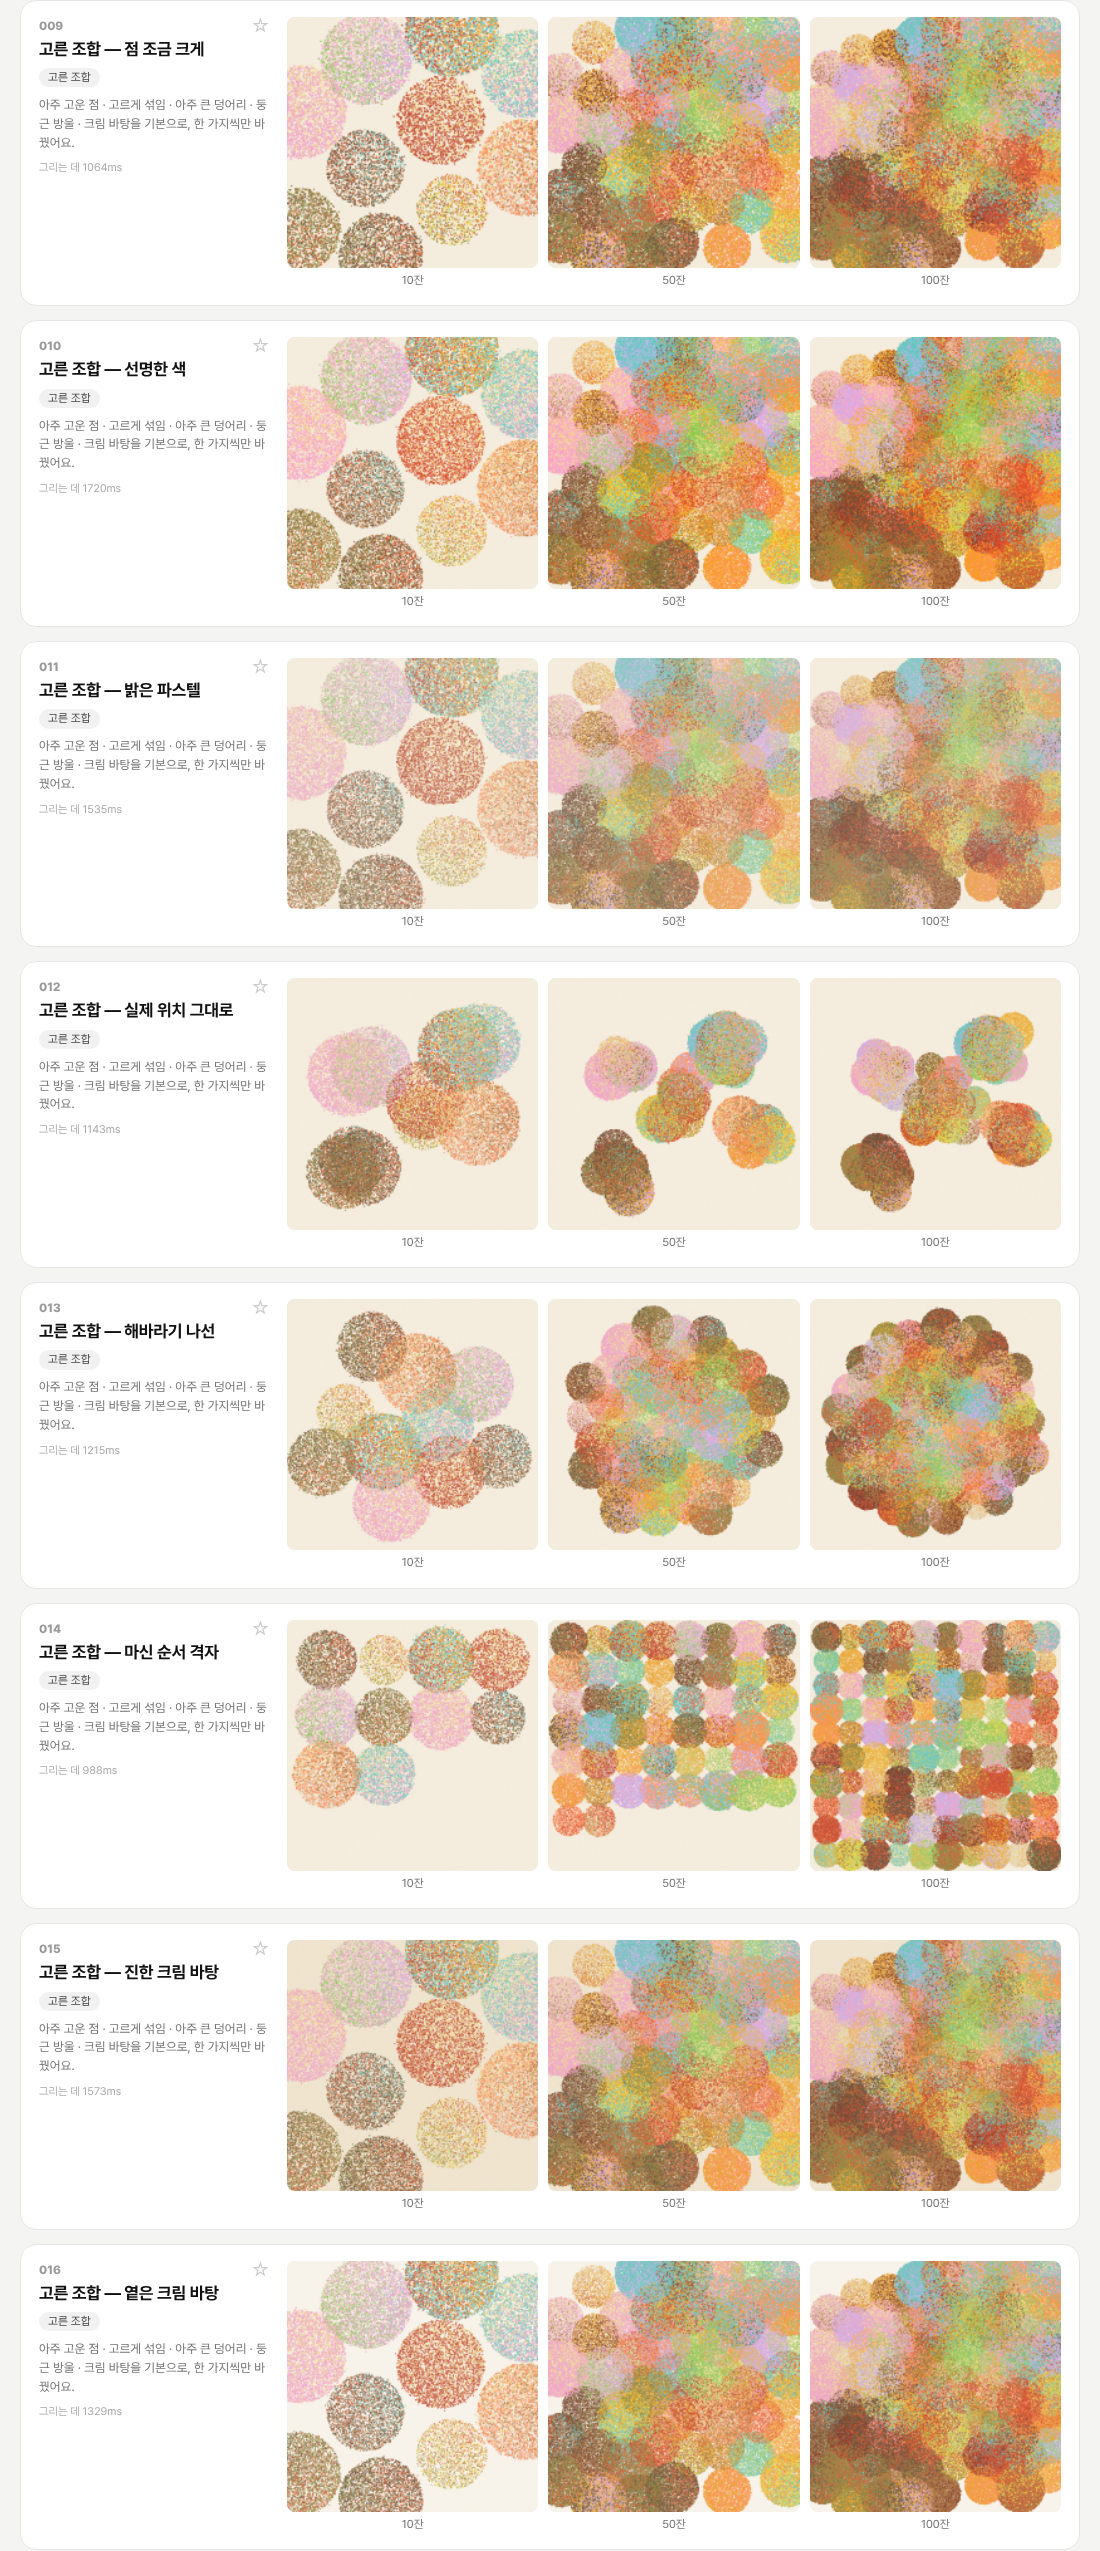 009 ☆
고른 조합 — 점 조금 크게
고른 조합
아주 고운 점 · 고르게 섞임 · 아주 큰 덩어리 · 둥
근 방울 · 크림 바탕을 기본으로, 한 가지씩만 바
꿨어요.
그리는 데 1064ms
10잔 50잔 100잔
010 ☆
고른 조합 — 선명한 색
고른 조합
아주 고운 점 · 고르게 섞임 · 아주 큰 덩어리 · 둥
근 방울 · 크림 바탕을 기본으로, 한 가지씩만 바
꿨어요.
그리는 데 1720ms
10잔 50잔 100잔
011 ☆
고른 조합 — 밝은 파스텔
고른 조합
아주 고운 점 · 고르게 섞임 · 아주 큰 덩어리 · 둥
근 방울 · 크림 바탕을 기본으로, 한 가지씩만 바
꿨어요.
그리는 데 1535ms
10잔 50잔 100잔
012 ☆
고른 조합 — 실제 위치 그대로
고른 조합
아주 고운 점 · 고르게 섞임 · 아주 큰 덩어리 · 둥
근 방울 · 크림 바탕을 기본으로, 한 가지씩만 바
꿨어요.
그리는 데 1143ms
10잔 50잔 100잔
013 ☆
고른 조합 — 해바라기 나선
고른 조합
아주 고운 점 · 고르게 섞임 · 아주 큰 덩어리 · 둥
근 방울 · 크림 바탕을 기본으로, 한 가지씩만 바
꿨어요.
그리는 데 1215ms
10잔 50잔 100잔
014 ☆
고른 조합 — 마신 순서 격자
고른 조합
아주 고운 점 · 고르게 섞임 · 아주 큰 덩어리 · 둥
근 방울 · 크림 바탕을 기본으로, 한 가지씩만 바
꿨어요.
그리는 데 988ms
10잔 50잔 100잔
015 ☆
고른 조합 — 진한 크림 바탕
고른 조합
아주 고운 점 · 고르게 섞임 · 아주 큰 덩어리 · 둥
근 방울 · 크림 바탕을 기본으로, 한 가지씩만 바
꿨어요.
그리는 데 1573ms
10잔 50잔 100잔
016 ☆
고른 조합 — 옅은 크림 바탕
고른 조합
아주 고운 점 · 고르게 섞임 · 아주 큰 덩어리 · 둥
근 방울 · 크림 바탕을 기본으로, 한 가지씩만 바
꿨어요.
그리는 데 1329ms
10잔 50잔 100잔